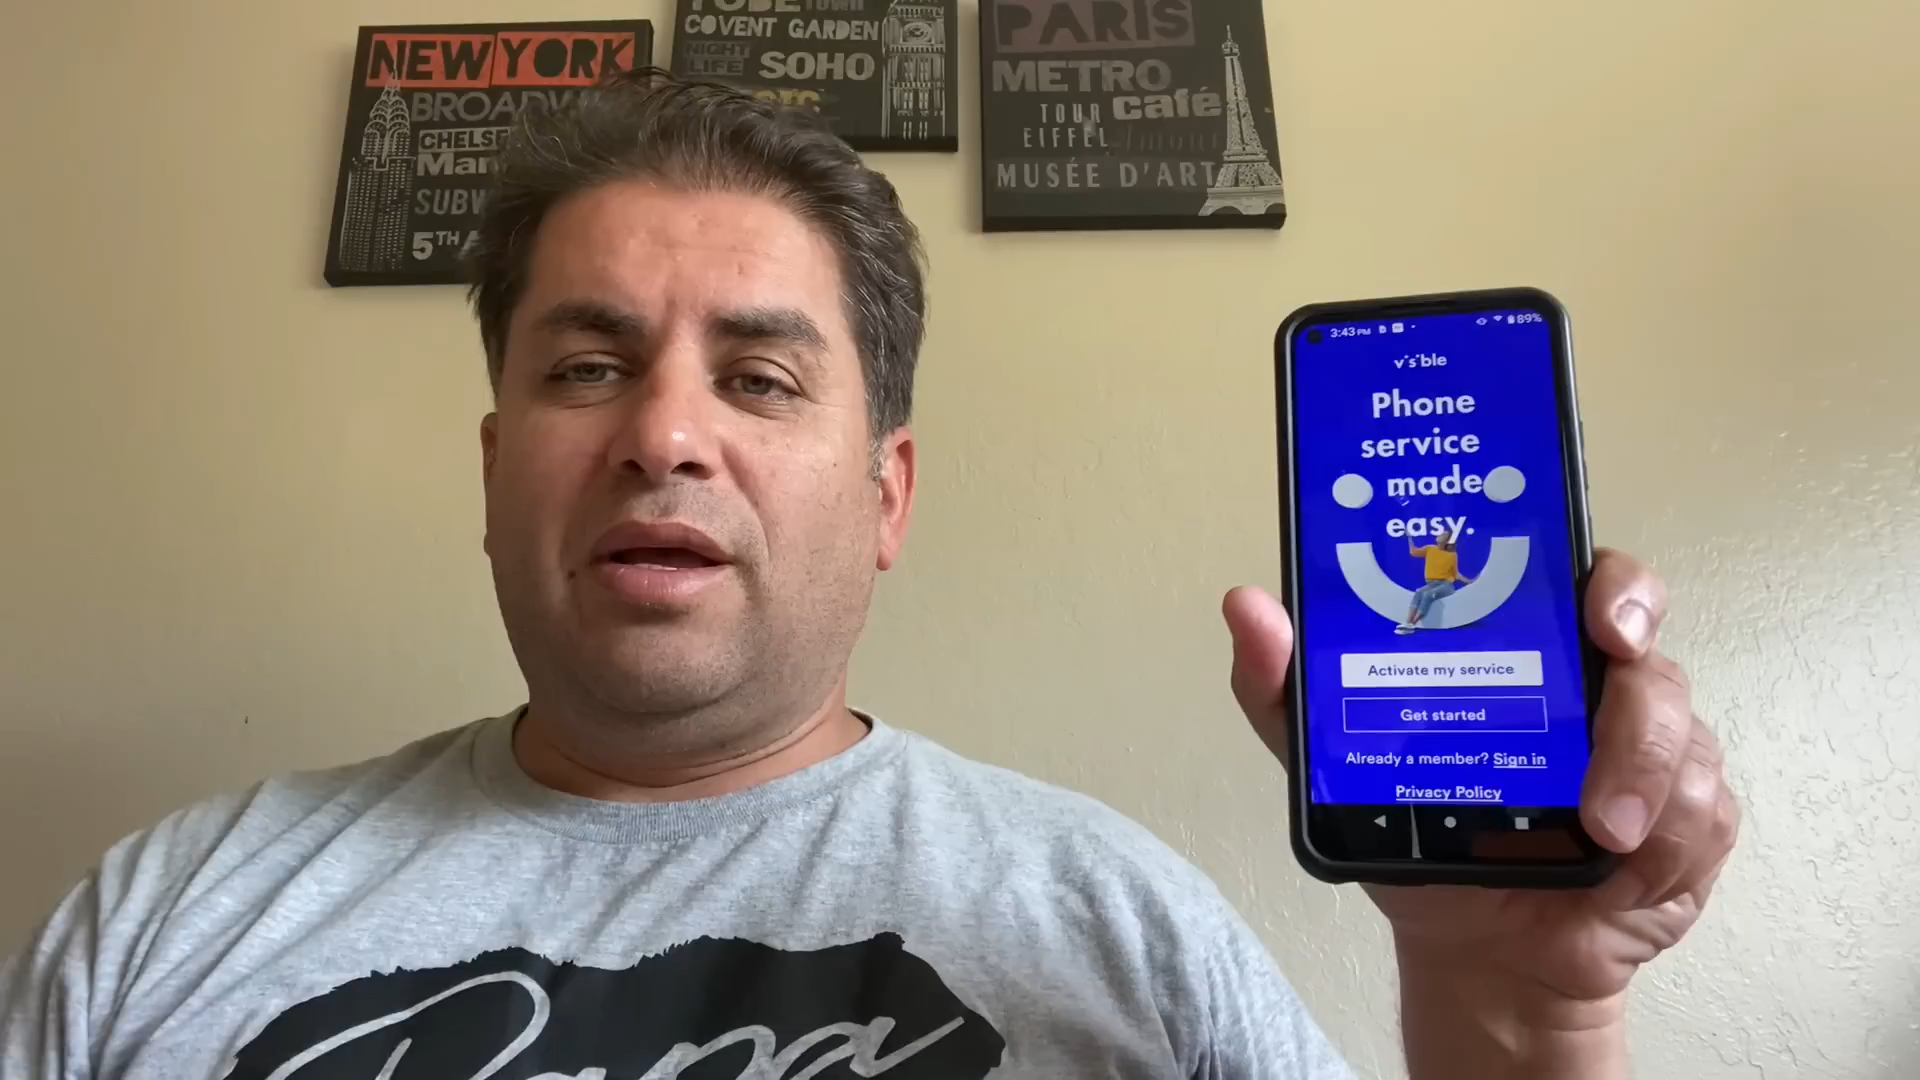 NEW YORK
BROADW
CHELSE
Man
SUBW
5TH A
COVENT GARDEN
NIGHT
LIFE
SOHO
PARIS
METRO
TOUR café
EIFFEL
MUSÉE D'ART
3:43 PM
89%
visible
Phone
service
made
easy.
Activate my service
Get started
Already a member? Sign in
Privacy Policy
Papa